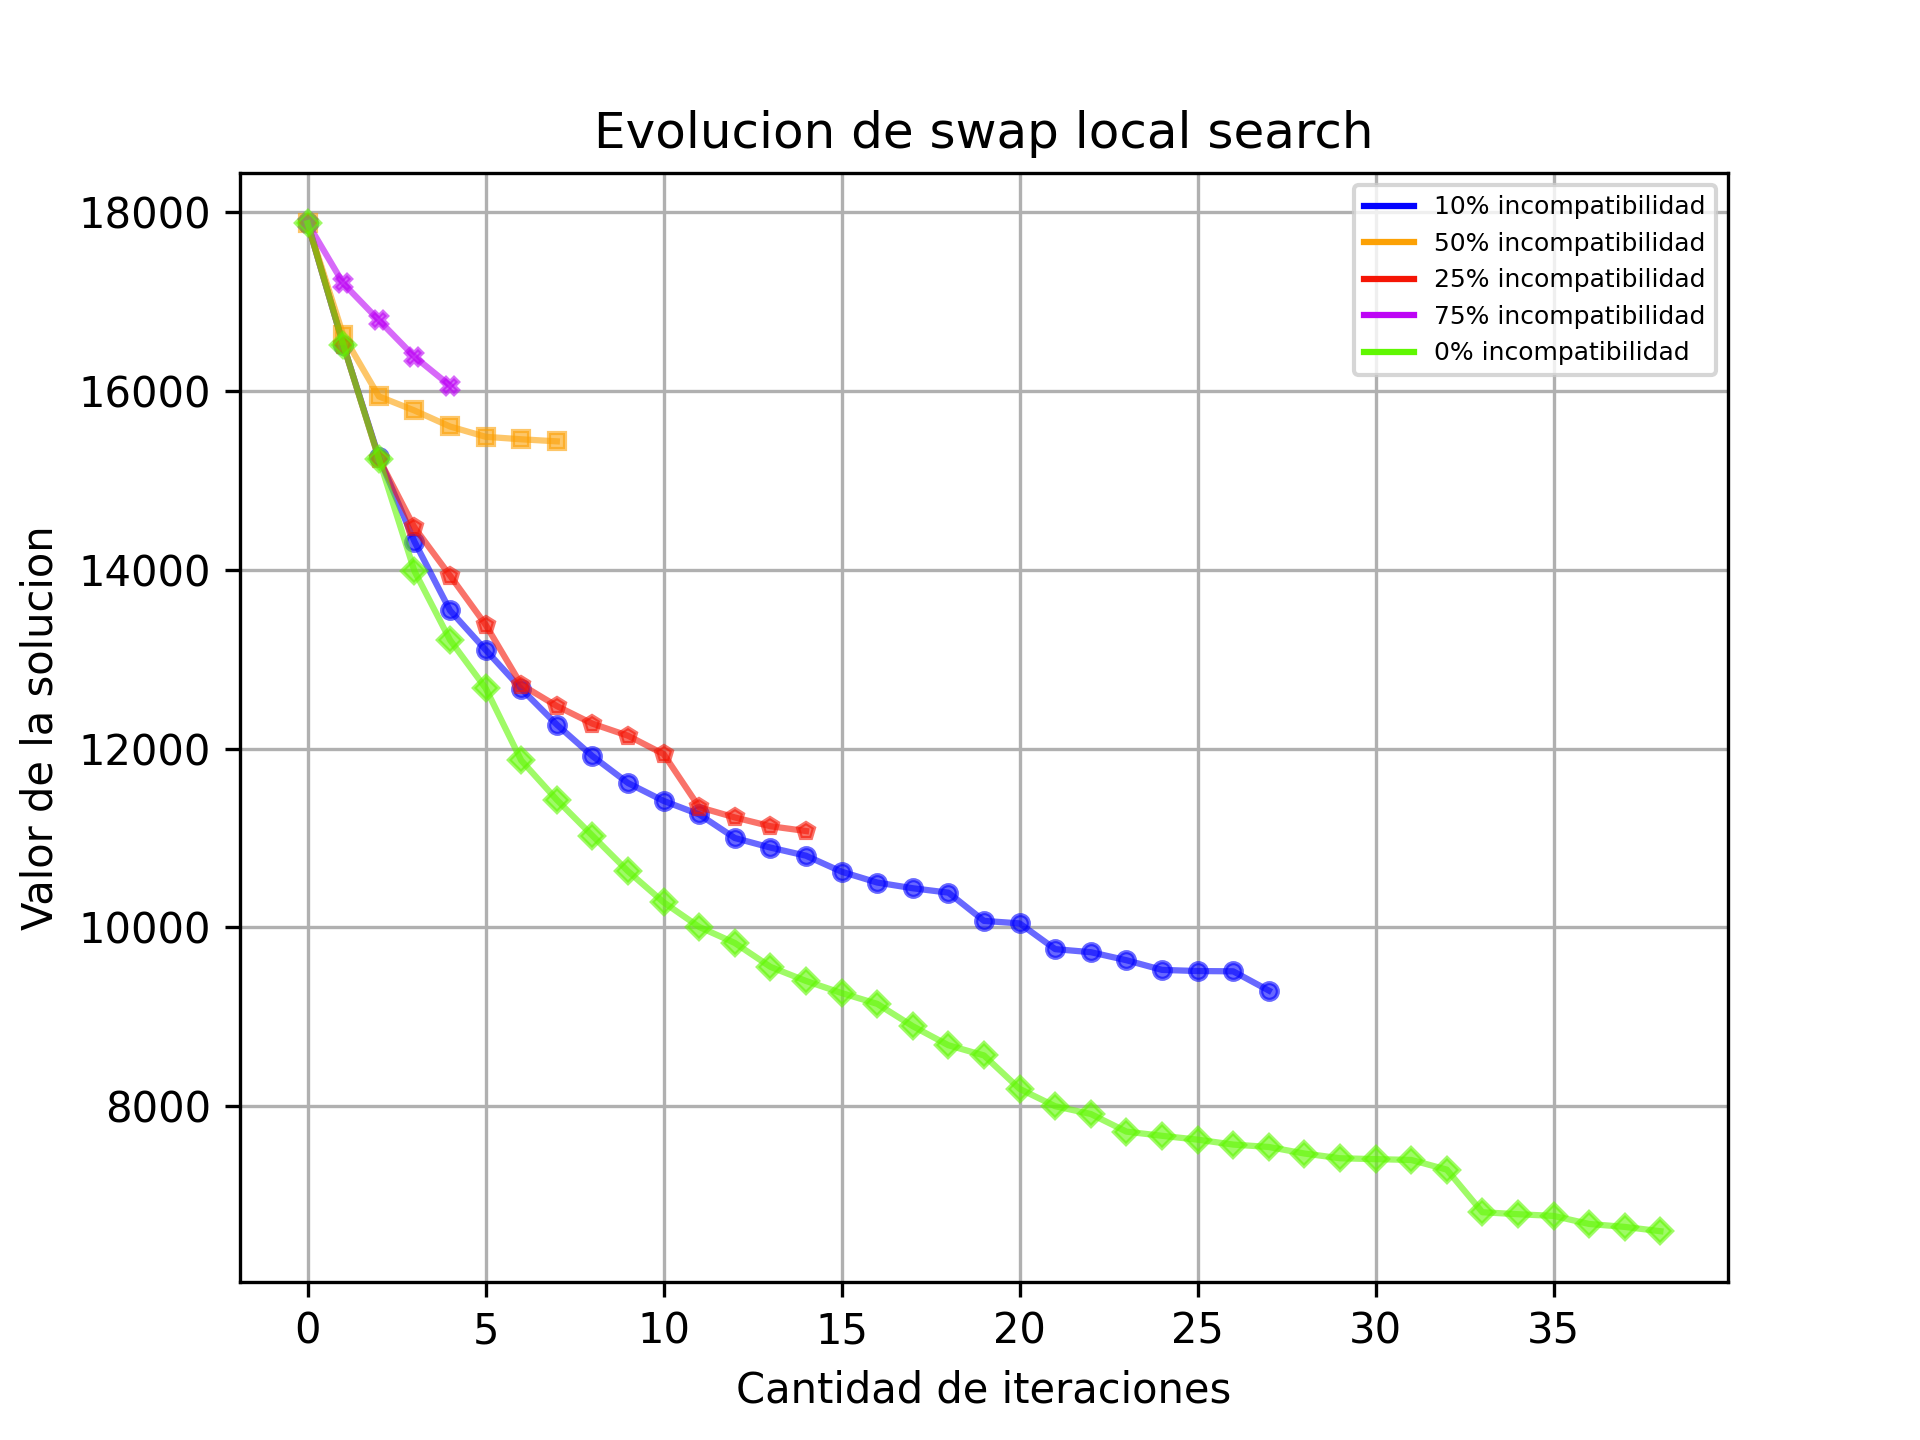 Evolucion de swap local search
18000
16000
14000
12000
10000
8000
Valor de la solucion
10% incompatibilidad
50% incompatibilidad
25% incompatibilidad
75% incompatibilidad
0% incompatibilidad
0 5 10 15 20 25 30 35
Cantidad de iteraciones